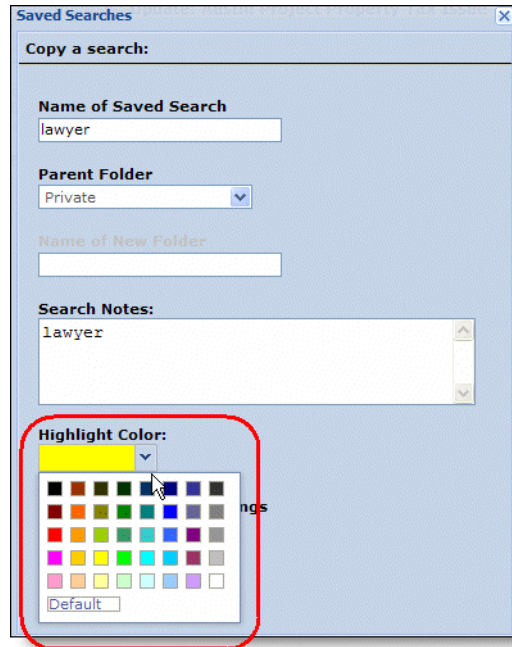 Saved Searches
Copy a search:
Name of Saved Search
lawyer
Parent Folder
Private
Name of New Folder
Search Notes:
lawyer
Highlight Color:
ngs
Default